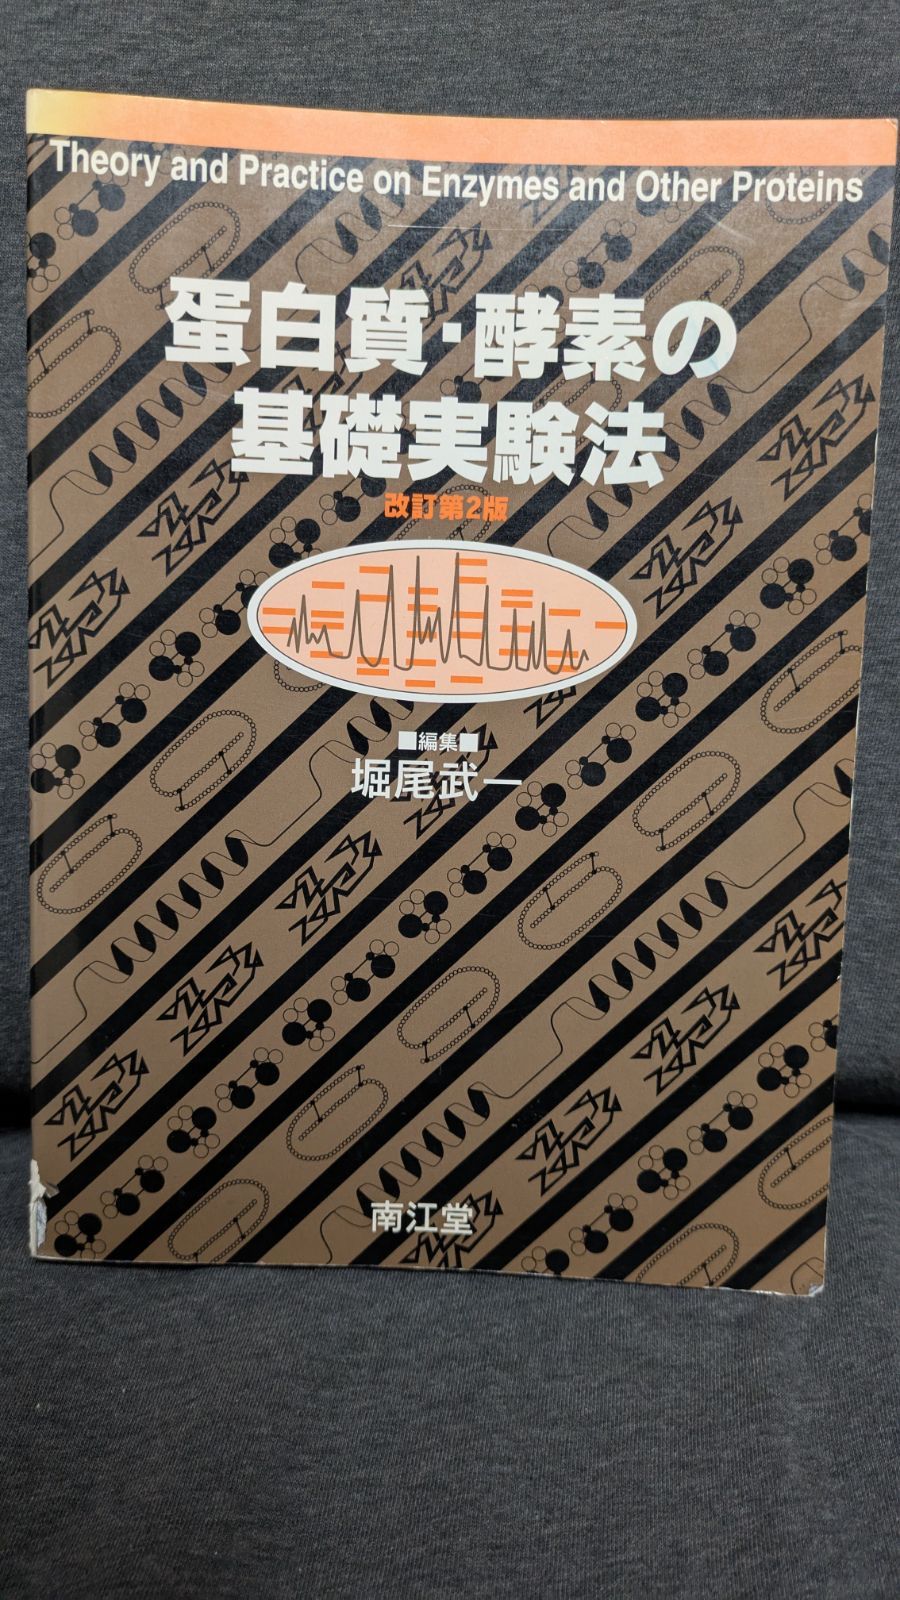 Theory and Practice on Enzymes and Other Proteins
蛋白質・酵素の
基礎実験法
改訂第2版
■編集■
堀尾武一
南江堂